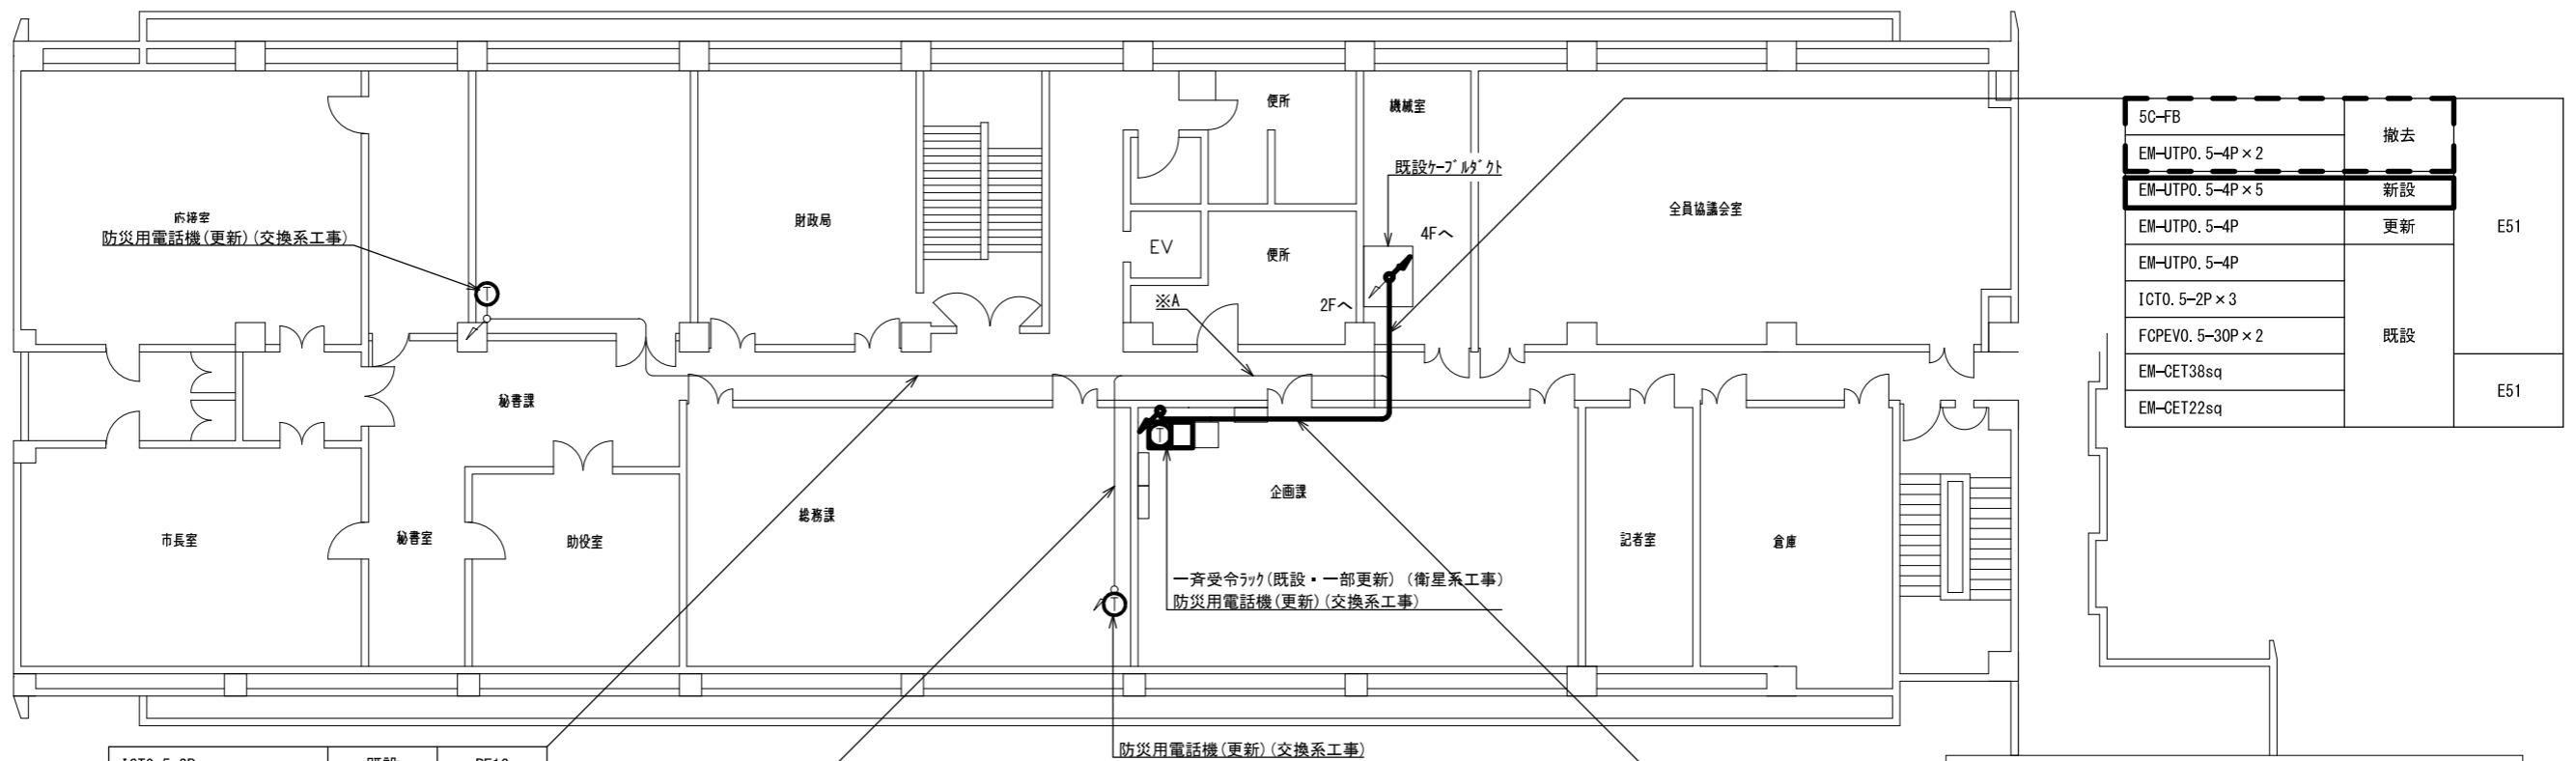 便所
機械室
5C-FB
撤去
EM-UTP0.5-4P×2
既設ｹｰﾌﾞﾙﾀﾞｸﾄ
EM-UTP0.5-4P×5
新設
応接室
財政局
全員協議会室
EM-UTP0.5-4P
更新
E51
防災用電話機(更新)(交換系工事)
EV
便所
4Fへ
EM-UTP0.5-4P
※A
2Fへ
ICT0.5-2P×3
FCPEV0.5-30P×2
既設
EM-CET38sq
E51
秘書課
EM-CET22sq
企画課
総務課
市長室
秘書室
助役室
記者室
倉庫
一斉受令ﾗｯｸ(既設・一部更新)(衛星系工事)
防災用電話機(更新)(交換系工事)
防災用電話機(更新)(交換系工事)